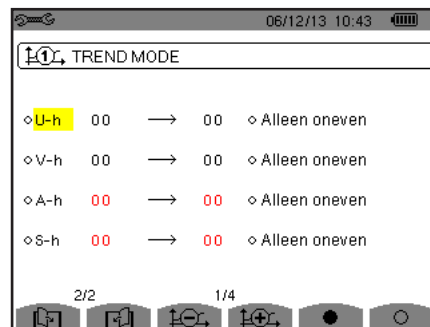 06/12/13 10:43
1 TREND MODE
U-h 00 → 00 Alleen oneven
V-h 00 → 00 Alleen oneven
A-h 00 → 00 Alleen oneven
S-h 00 → 00 Alleen oneven
2/2 1/4